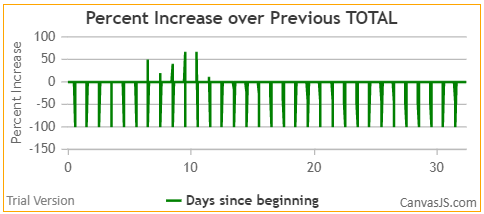 Percent Increase over Previous TOTAL
100
50
0
-50
-100
-150
Percent Increase
0
10
20
30
Trial Version
Days since beginning
CanvasJS.com